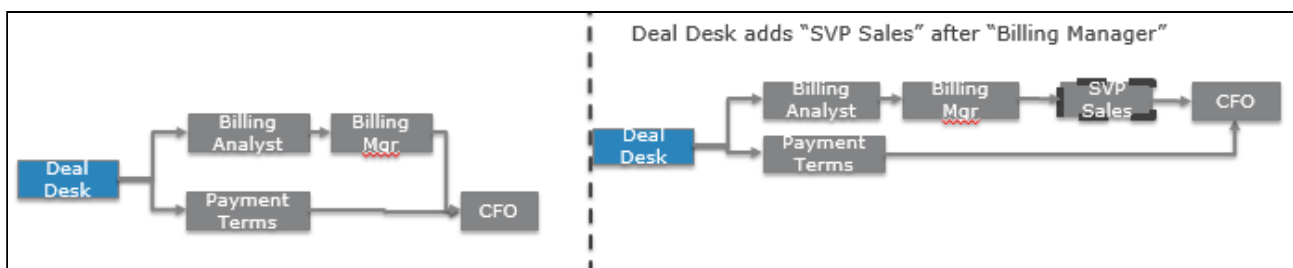 Billing
Analyst
Billing
Mgr
Deal
Desk
Payment
Terms
CFO
Deal Desk adds “SVP Sales” after “Billing Manager”
Billing
Analyst
Billing
Mgr
SVP
Sales
CFO
Deal
Desk
Payment
Terms